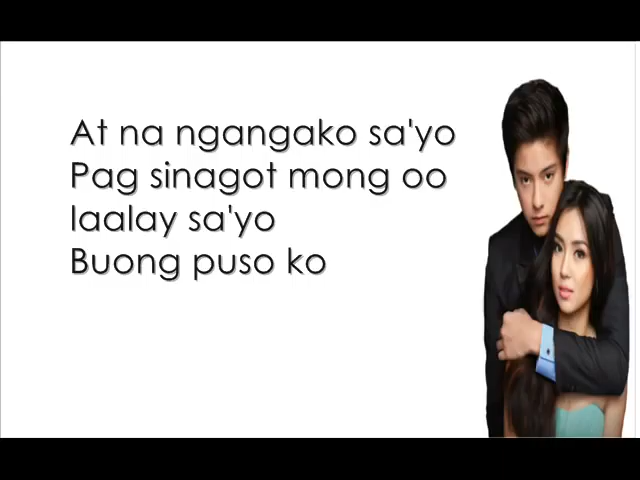 At na ngangako sa'yo
Pag sinagot mong oo
Iaalay sa'yo
Buong puso ko